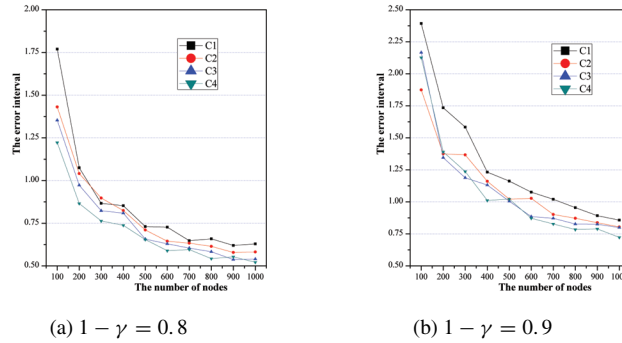 2.00
1.75
1.50
1.25
1.00
0.75
0.50
The error interval
C1
C2
C3
C4
100 200 300 400 500 600 700 800 900 1000
The number of nodes
(a) 1 − γ = 0.8
2.50
2.25
2.00
1.75
1.50
1.25
1.00
0.75
0.50
The error interval
C1
C2
C3
C4
100 200 300 400 500 600 700 800 900 1000
The number of nodes
(b) 1 − γ = 0.9